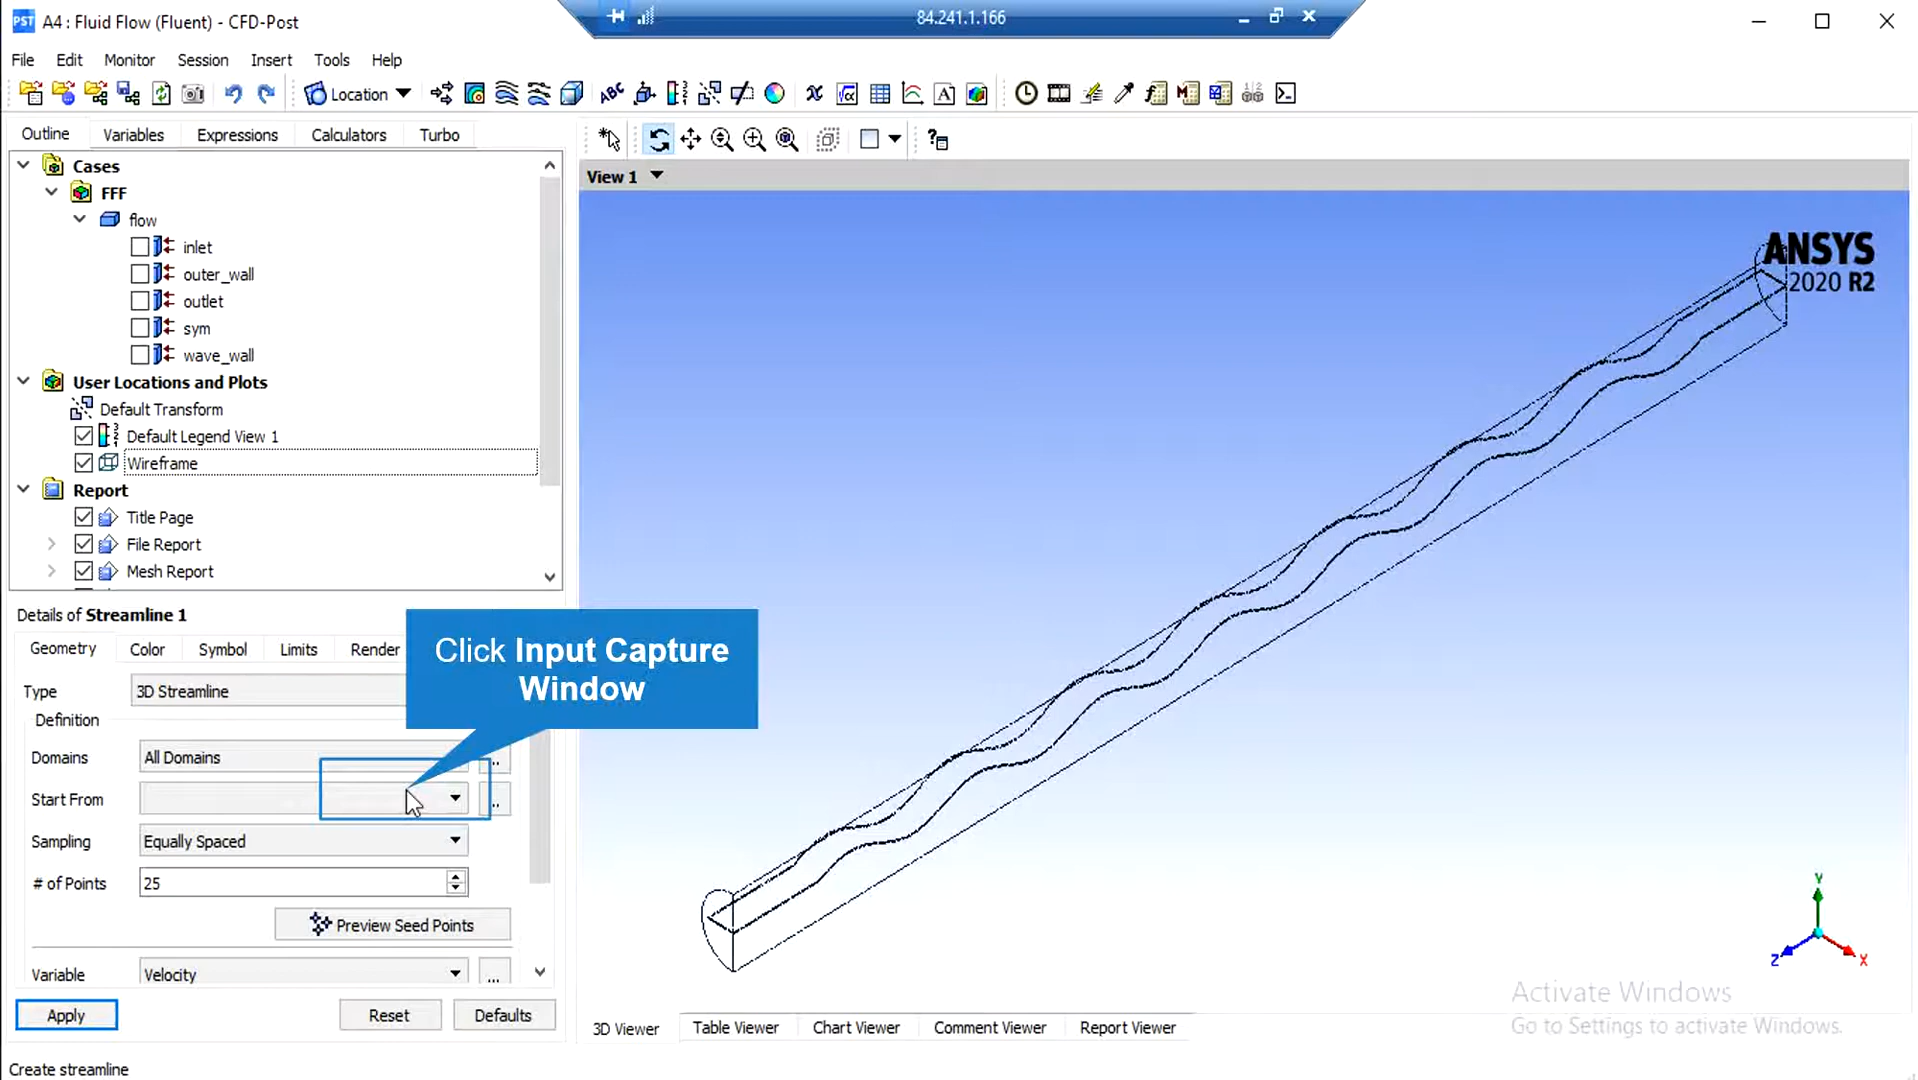 PST A4 : Fluid Flow (Fluent) - CFD-Post
84.241.1.166
File Edit Monitor Session Insert Tools Help
Location
Outline Variables Expressions Calculators Turbo
Cases
FFF
flow
inlet
outer_wall
outlet
sym
wave_wall
User Locations and Plots
Default Transform
Default Legend View 1
Wireframe
Report
Title Page
File Report
Mesh Report
View 1
ANSYS
2020 R2
Details of Streamline 1
Geometry Color Symbol Limits Render
Click Input Capture
Window
Type 3D Streamline
Definition
Domains All Domains
Start From
Sampling Equally Spaced
# of Points 25
Preview Seed Points
Variable Velocity ...
Apply Reset Defaults
Y
Z X
Activate Windows
Go to Settings to activate Windows.
3D Viewer Table Viewer Chart Viewer Comment Viewer Report Viewer
Create streamline